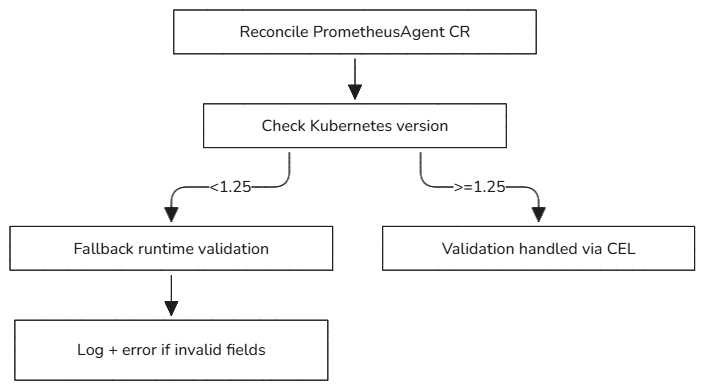 Reconcile PrometheusAgent CR
Check Kubernetes version
<1.25
>=1.25
Fallback runtime validation
Validation handled via CEL
Log + error if invalid fields